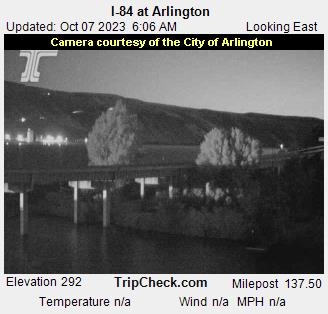 I-84 at Arlington
Updated: Oct 07 2023 6:06 AM Looking East
Camera courtesy of the City of Arlington
Elevation 292 TripCheck.com Milepost 137.50
Temperature n/a Wind n/a MPH n/a